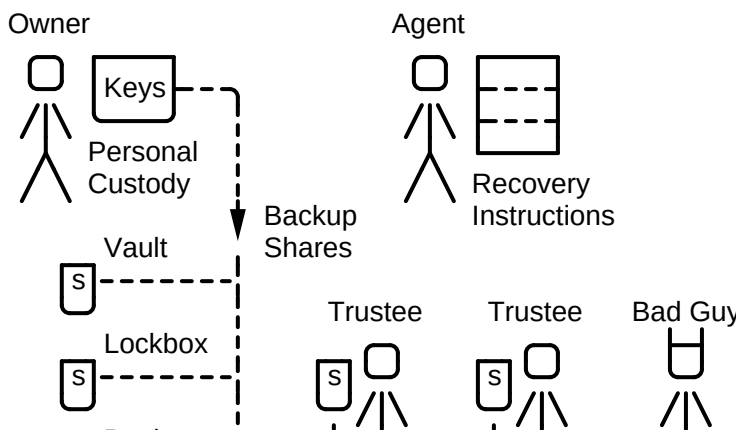 Owner
Agent
Keys
Personal
Custody
Recovery
Instructions
Backup
Shares
Vault
s
Trustee
Trustee
Bad Guy
Lockbox
s
s
s